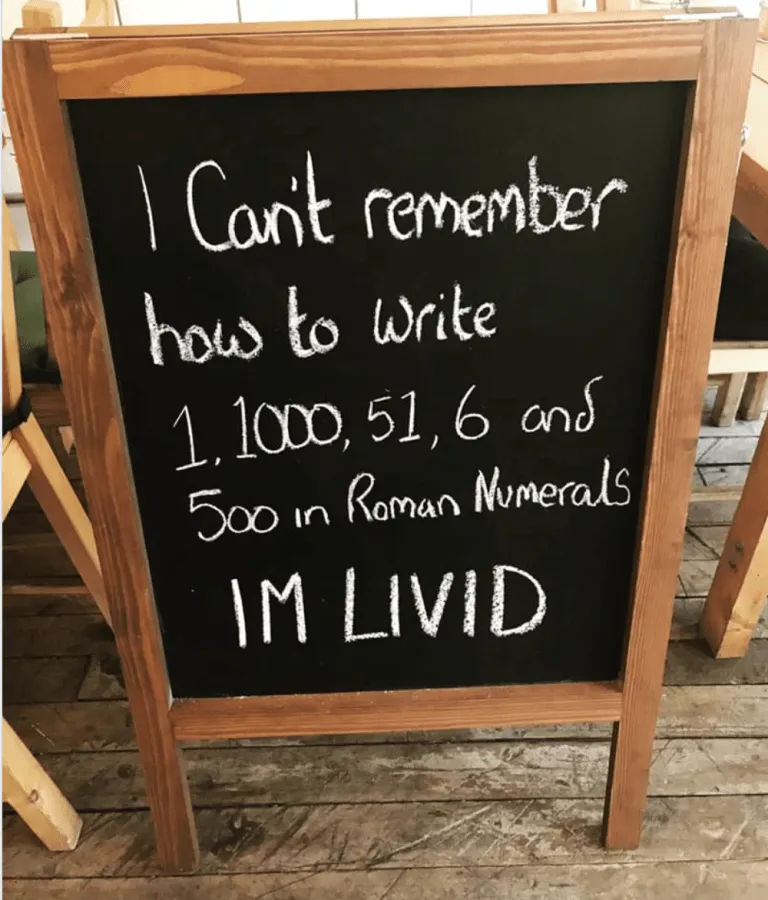 I Can't remember
how to write
1, 1000, 51, 6 and
500 in Roman Numerals
IM LIVID